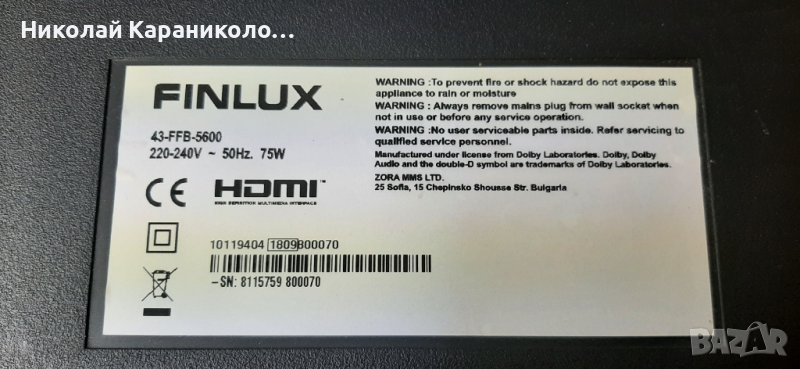 Николай Караниколо...
FINLUX
43-FFB-5600
220-240V ~ 50Hz. 75W
CE HDMI™
HIGH DEFINITION MULTIMEDIA INTERFACE
WARNING :To prevent fire or shock hazard do not expose this
appliance to rain or moisture
WARNING : Always remove mains plug from wall socket when
not in use or before any service operation.
WARNING :No user serviceable parts inside. Refer servicing to
qualified service personnel.
Manufactured under license from Dolby Laboratories. Dolby, Dolby
Audio and the double-D symbol are trademarks of Dolby Laboratories.
ZORA MMS LTD.
25 Sofia, 15 Chepinsko Shousse Str. Bulgaria
10119404 1809B00070
-SN: 8115759 800070
BAZAR